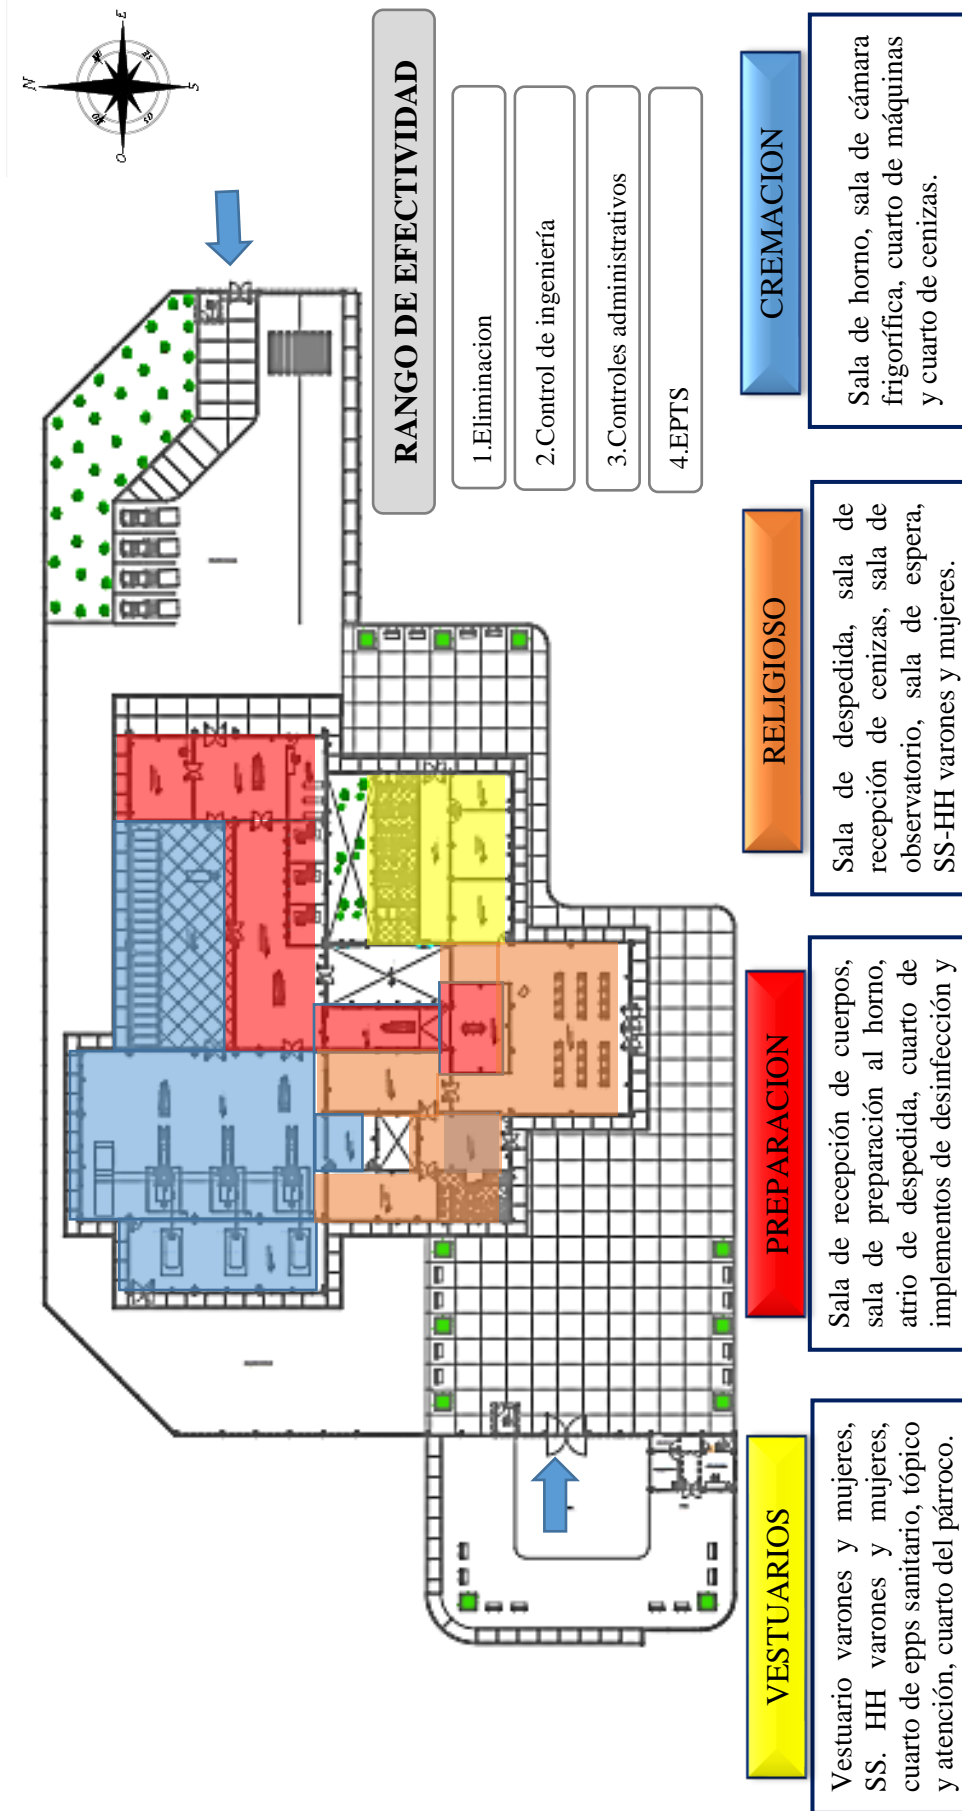 N
E
S
O
RANGO DE EFECTIVIDAD
1.Eliminacion
2.Control de ingeniería
3.Controles administrativos
4.EPTS
VESTUARIOS
Vestuario varones y mujeres,
SS. HH varones y mujeres,
cuarto de epps sanitario, tópico
y atención, cuarto del párroco.
PREPARACION
Sala de recepción de cuerpos,
sala de preparación al horno,
atrio de despedida, cuarto de
implementos de desinfección y
RELIGIOSO
Sala de despedida, sala de
recepción de cenizas, sala de
observatorio, sala de espera,
SS-HH varones y mujeres.
CREMACION
Sala de horno, sala de cámara
frigorífica, cuarto de máquinas
y cuarto de cenizas.